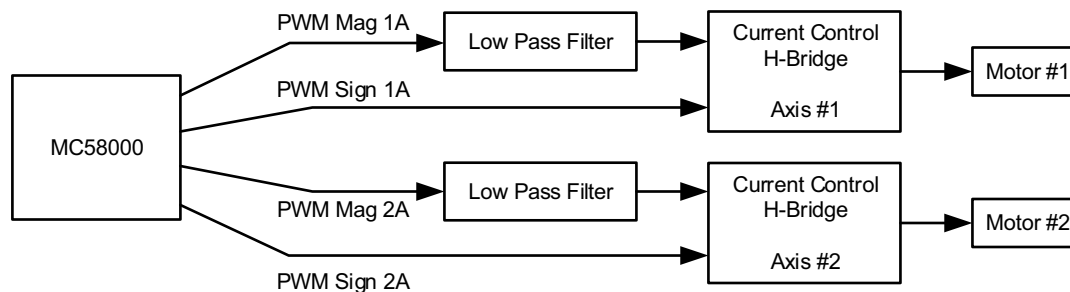 PWM Mag 1A
Low Pass Filter
Current Control
H-Bridge
Axis #1
Motor #1
PWM Sign 1A
MC58000
PWM Mag 2A
Low Pass Filter
Current Control
H-Bridge
Axis #2
Motor #2
PWM Sign 2A